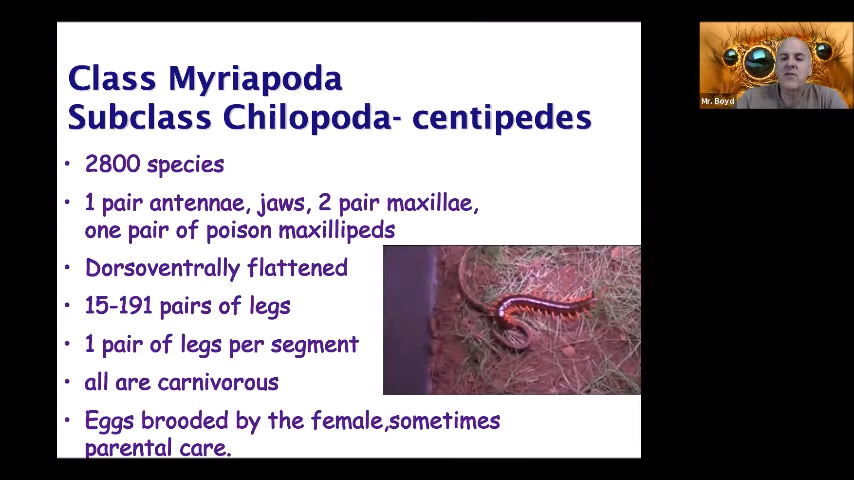 Class Myriapoda
Subclass Chilopoda- centipedes
• 2800 species
• 1 pair antennae, jaws, 2 pair maxillae,
one pair of poison maxillipeds
• Dorsoventrally flattened
• 15-191 pairs of legs
• 1 pair of legs per segment
• all are carnivorous
• Eggs brooded by the female,sometimes
parental care.
Mr. Boyd